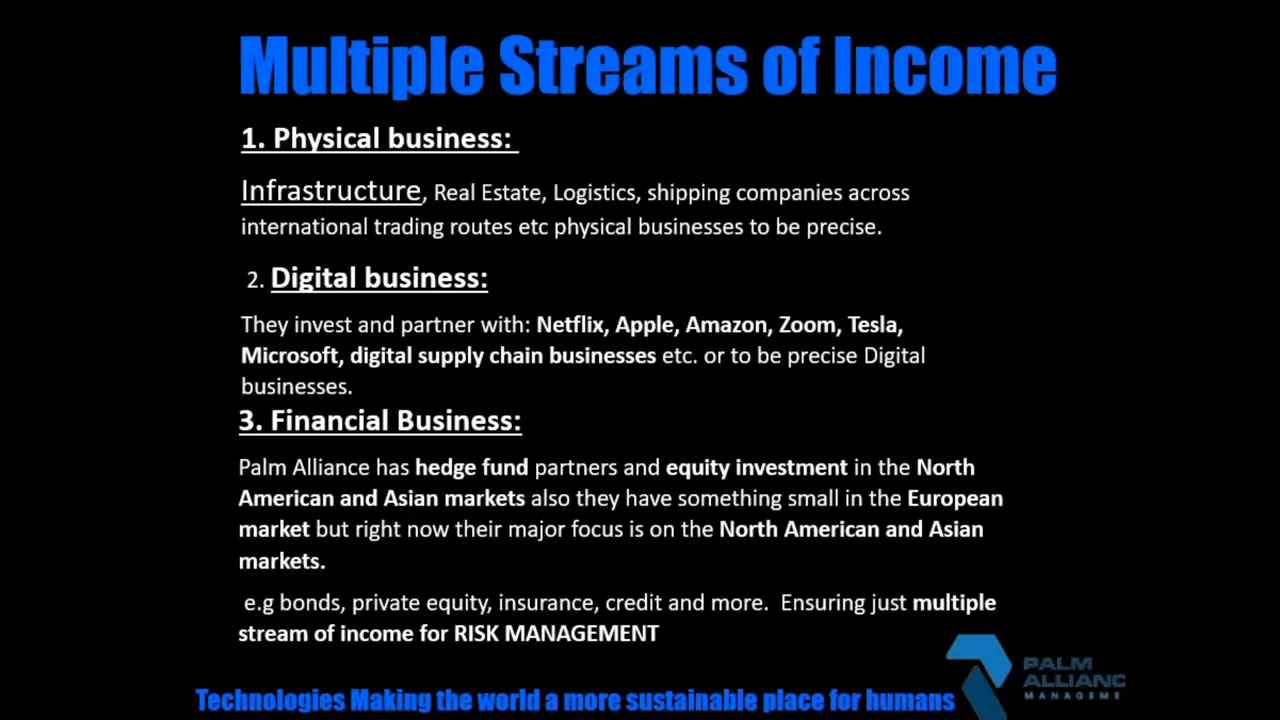 Multiple Streams of Income
1. Physical business:
Infrastructure, Real Estate, Logistics, shipping companies across
international trading routes etc physical businesses to be precise.
2. Digital business:
They invest and partner with: Netflix, Apple, Amazon, Zoom, Tesla,
Microsoft, digital supply chain businesses etc. or to be precise Digital
businesses.
3. Financial Business:
Palm Alliance has hedge fund partners and equity investment in the North
American and Asian markets also they have something small in the European
market but right now their major focus is on the North American and Asian
markets.
e.g bonds, private equity, insurance, credit and more. Ensuring just multiple
stream of income for RISK MANAGEMENT
PALM
ALLIANC
MANAGEME
Technologies Making the world a more sustainable place for humans